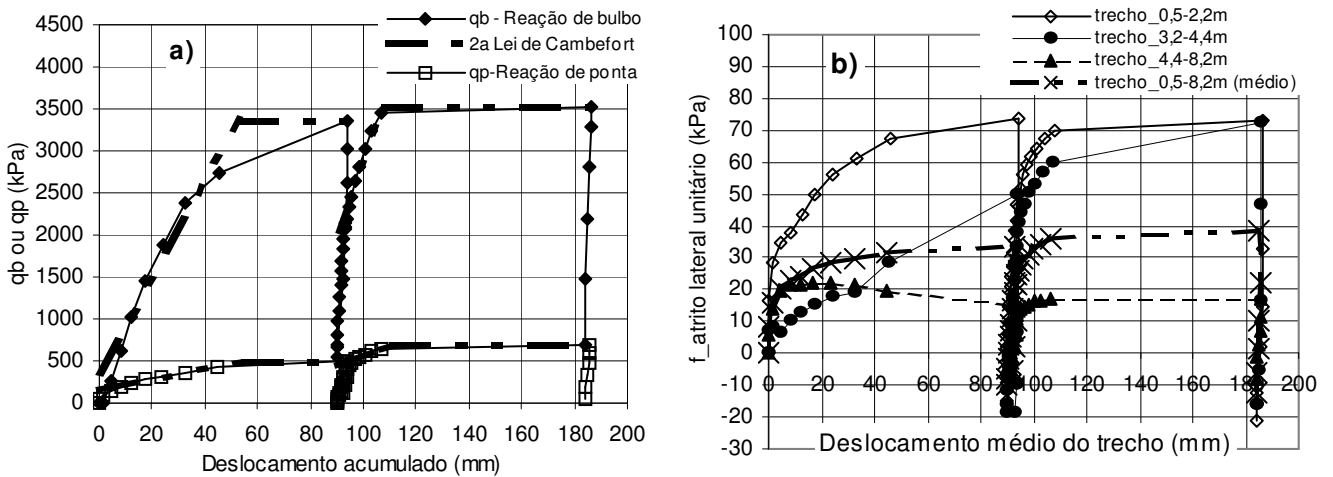 a)
qb - Reação de bulbo
2a Lei de Cambefort
qp-Reação de ponta
qb ou qp (kPa)
4500
4000
3500
3000
2500
2000
1500
1000
500
0
0 20 40 60 80 100 120 140 160 180 200
Deslocamento acumulado (mm)
b)
trecho_0,5-2,2m
trecho_3,2-4,4m
trecho_4,4-8,2m
trecho_0,5-8,2m (médio)
f_atrito lateral unitário (kPa)
100
90
80
70
60
50
40
30
20
10
0
-10
-20
-30
0 20 40 60 80 100 120 140 160 180 200
Deslocamento médio do trecho (mm)